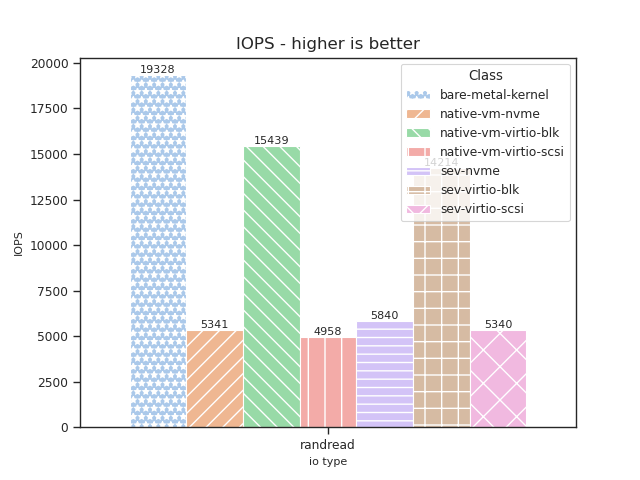 IOPS - higher is better
20000
17500
15000
12500
10000
7500
5000
2500
0
IOPS
19328
5341
15439
4958
5840
14214
5340
Class
bare-metal-kernel
native-vm-nvme
native-vm-virtio-blk
native-vm-virtio-scsi
sev-nvme
sev-virtio-blk
sev-virtio-scsi
randread
io type